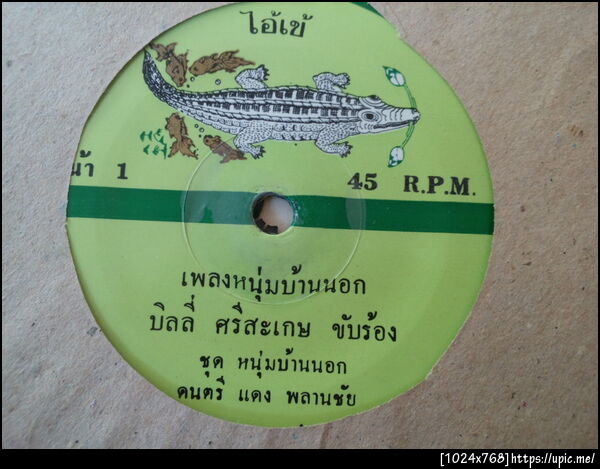 ไอ้เข้
น้า 1
45 R.P.M.
เพลงหนุ่มบ้านนอก
บิลลี่ ศรีสะเกษ ขับร้อง
ชุด หนุ่มบ้านนอก
ดนตรี แดง พลานชัย
[1024x768]https://upic.me/